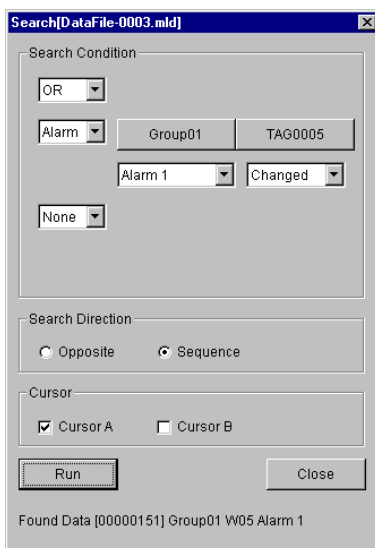 Search[DataFile-0003.mld]
Search Condition
OR
Alarm Group01 TAG0005
Alarm 1 Changed
None
Search Direction
Opposite Sequence
Cursor
Cursor A Cursor B
Run Close
Found Data [00000151] Group01 W05 Alarm 1